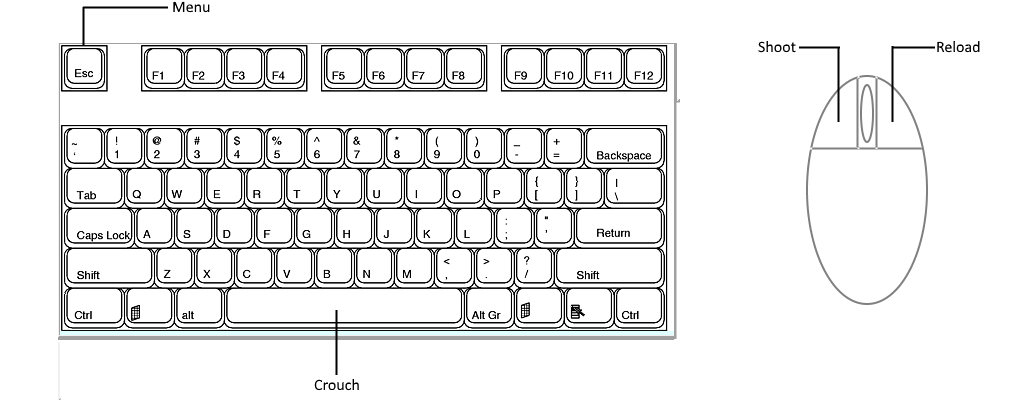 Menu
Shoot
Reload
Esc
F1 F2 F3 F4 F5 F6 F7 F8 F9 F10 F11 F12
~ ! @ # $ % ^ & * ( ) _ +
' 1 2 3 4 5 6 7 8 9 0 - = Backspace
{ } |
Tab Q W E R T Y U I O P [ ] \
: "
Caps Lock A S D F G H J K L ; ' Return
< > ?
Shift Z X C V B N M , . / Shift
Ctrl alt Alt Gr Ctrl
Crouch